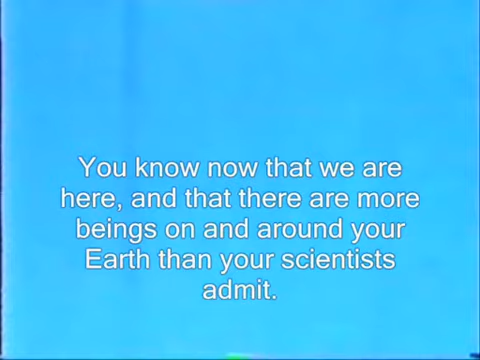 You know now that we are
here, and that there are more
beings on and around your
Earth than your scientists
admit.